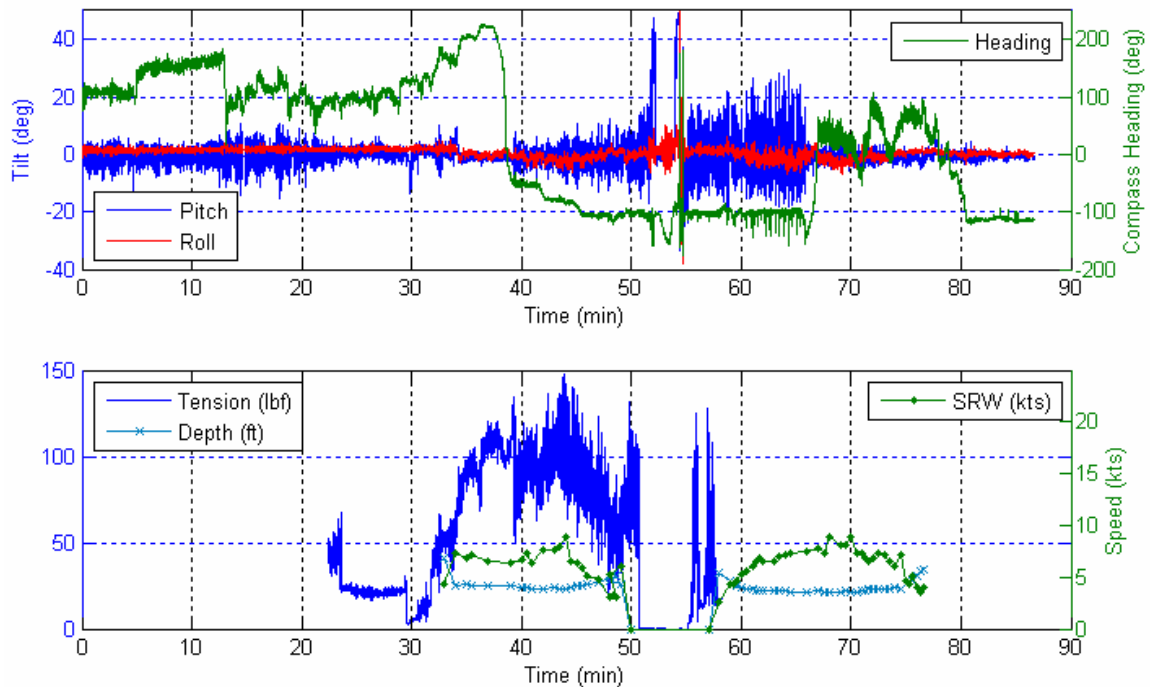 40
20
0
-20
-40
Tilt (deg)
Pitch
Roll
Heading
200
100
0
-100
-200
Compass Heading (deg)
0 10 20 30 40 50 60 70 80 90
Time (min)
150
100
50
0
Tension (lbf)
Depth (ft)
SRW (kts)
20
15
10
5
0
Speed (kts)
0 10 20 30 40 50 60 70 80 90
Time (min)